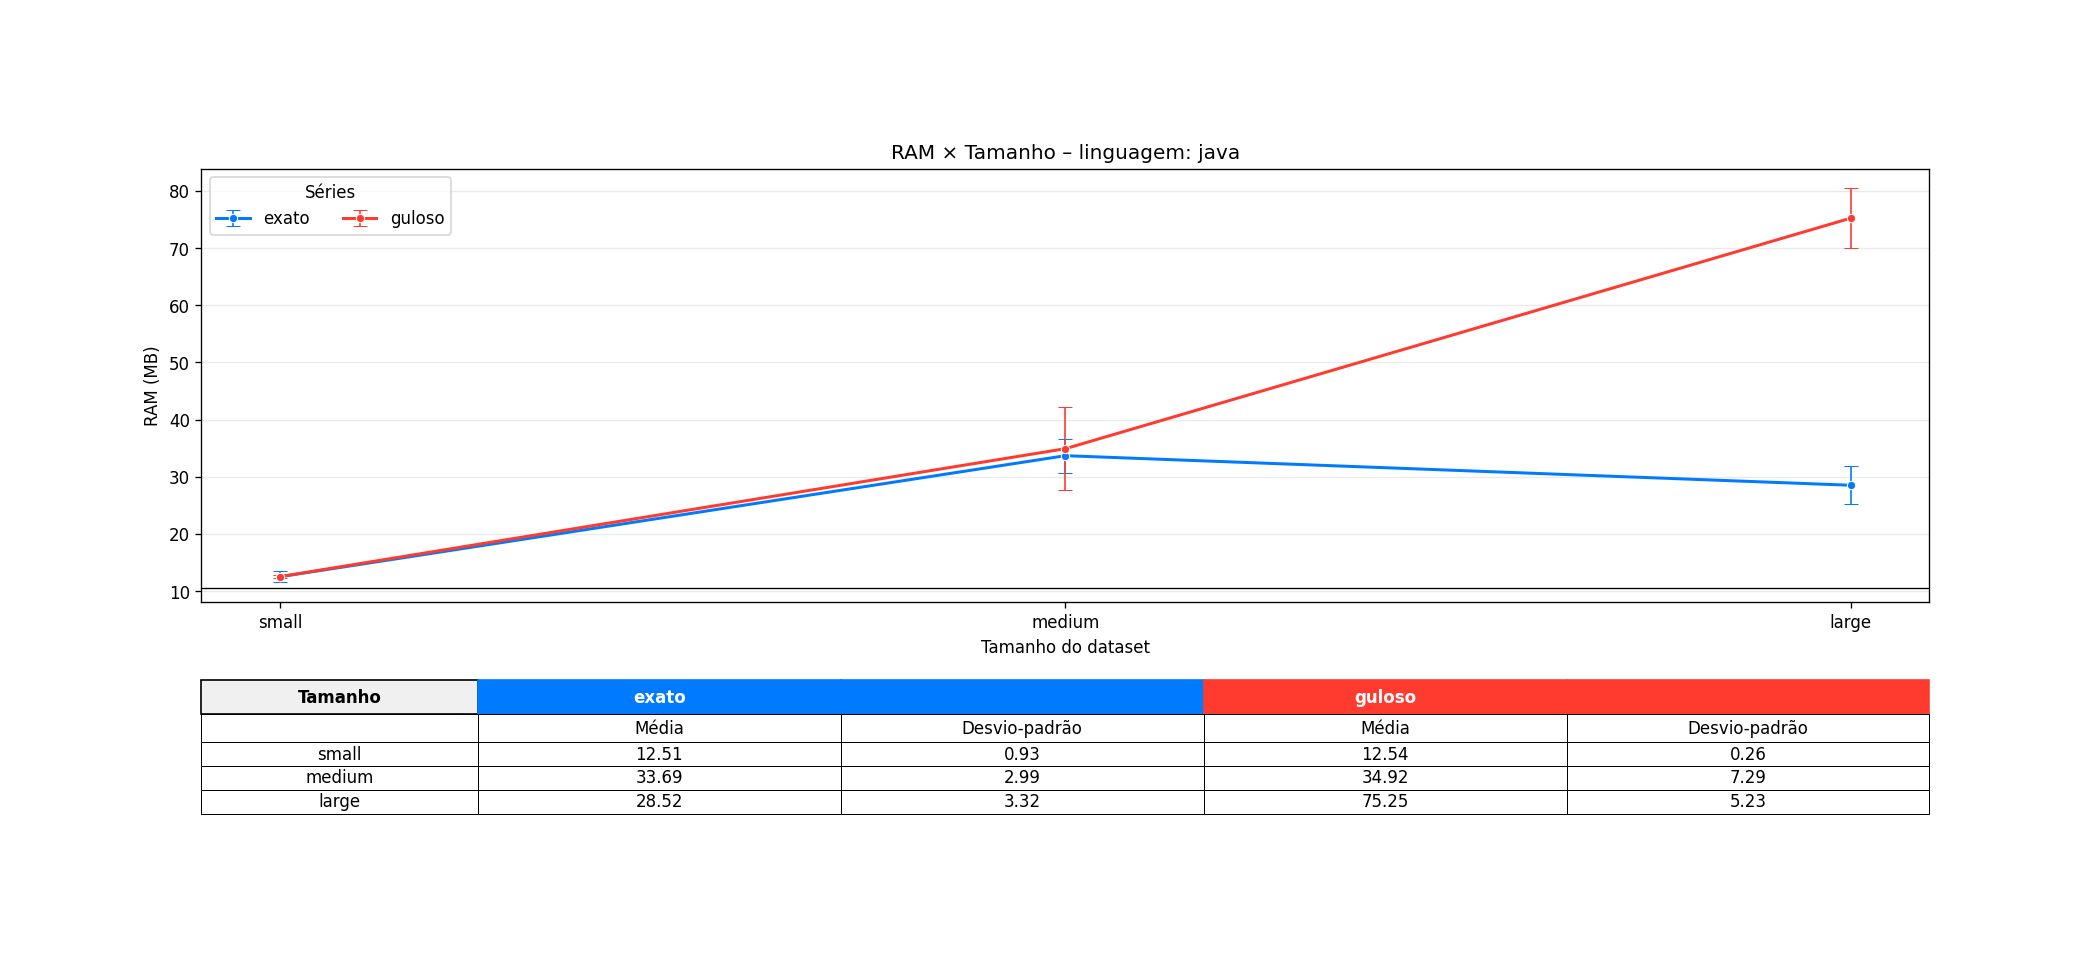 RAM × Tamanho – linguagem: java
Séries
exato guloso
80
70
60
50
40
30
20
10
RAM (MB)
small medium large
Tamanho do dataset
Tamanho exato guloso
Média Desvio-padrão Média Desvio-padrão
small 12.51 0.93 12.54 0.26
medium 33.69 2.99 34.92 7.29
large 28.52 3.32 75.25 5.23